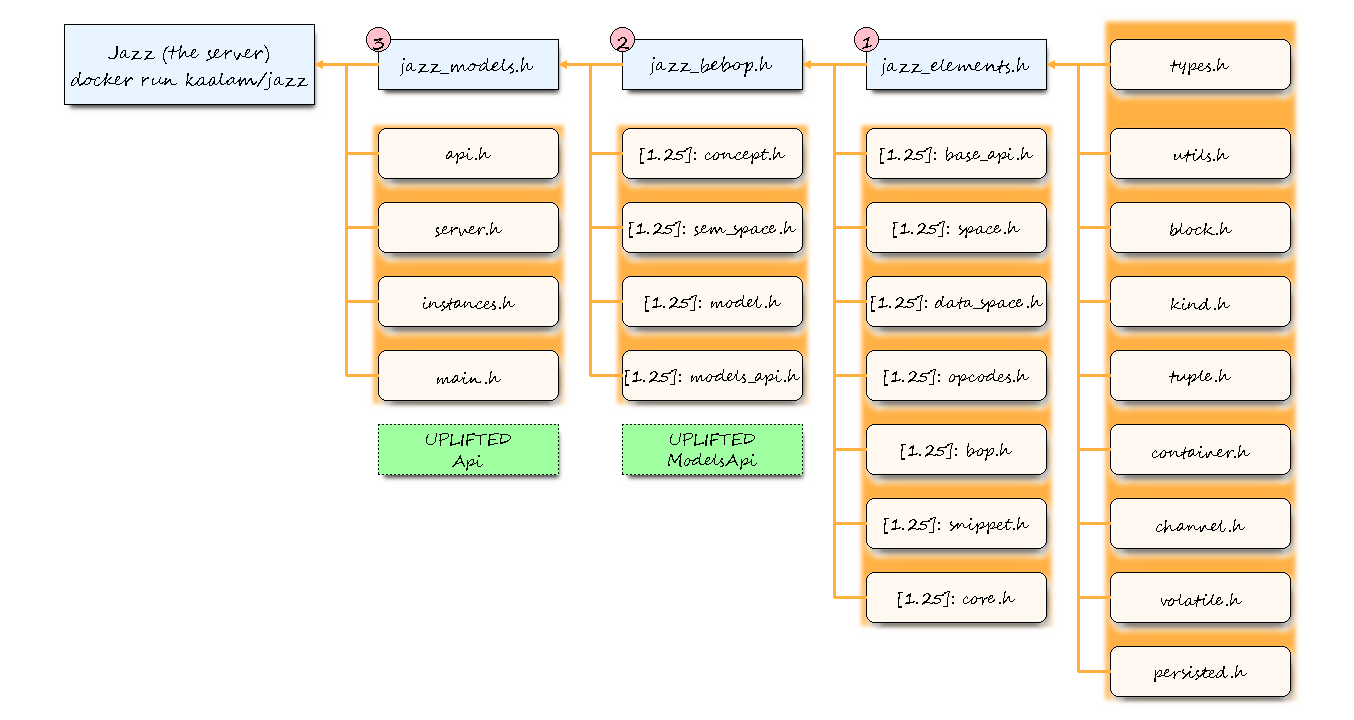 Jazz (the server)
docker run kaalam/jazz
3
jazz_models.h
api.h
server.h
instances.h
main.h
UPLIFTED
Api
2
jazz_bebop.h
[1.25]: concept.h
[1.25]: sem_space.h
[1.25]: model.h
[1.25]: models_api.h
UPLIFTED
ModelsApi
1
jazz_elements.h
[1.25]: base_api.h
[1.25]: space.h
[1.25]: data_space.h
[1.25]: opcodes.h
[1.25]: bop.h
[1.25]: snippet.h
[1.25]: core.h
types.h
utils.h
block.h
kind.h
tuple.h
container.h
channel.h
volatile.h
persisted.h